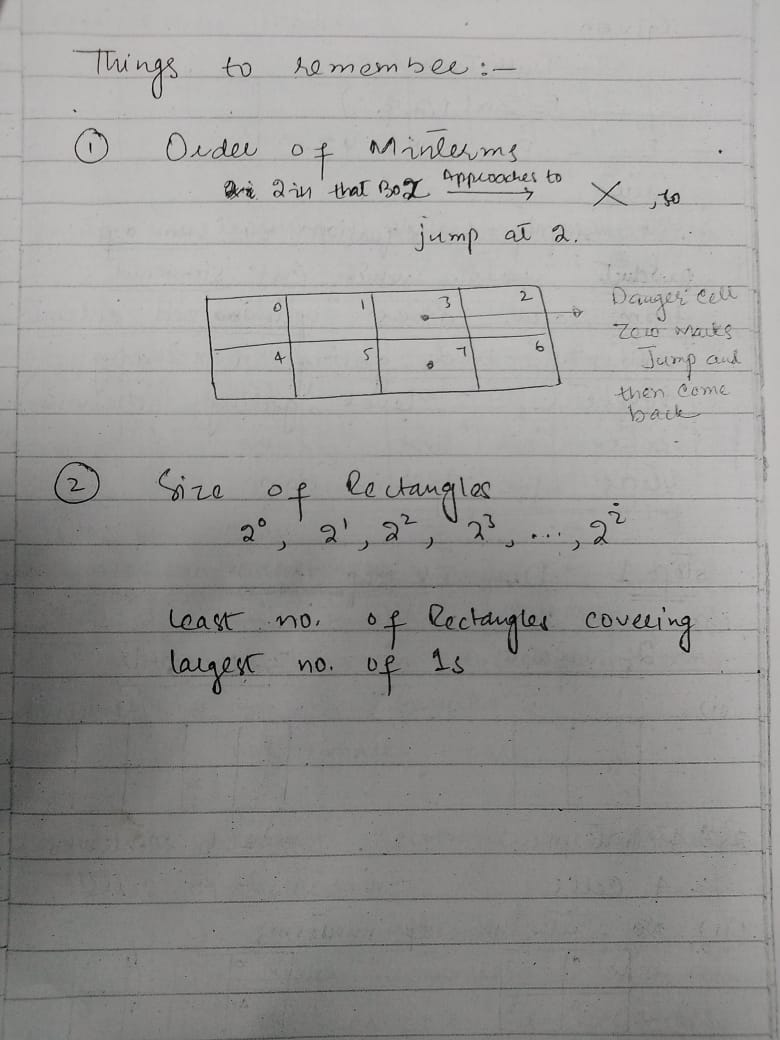 Things to remember :-
① Order of Minterms
2 in that Box Approaches to → X, so
jump at 2.
0 1 3 2
4 5 7 6
Danger cell
Zero Marks
Jump and
then come
back
② Size of Rectangles
2⁰, 2¹, 2², 2³, ..., 2ⁱ
least no. of Rectangles covering
largest no. of 1s